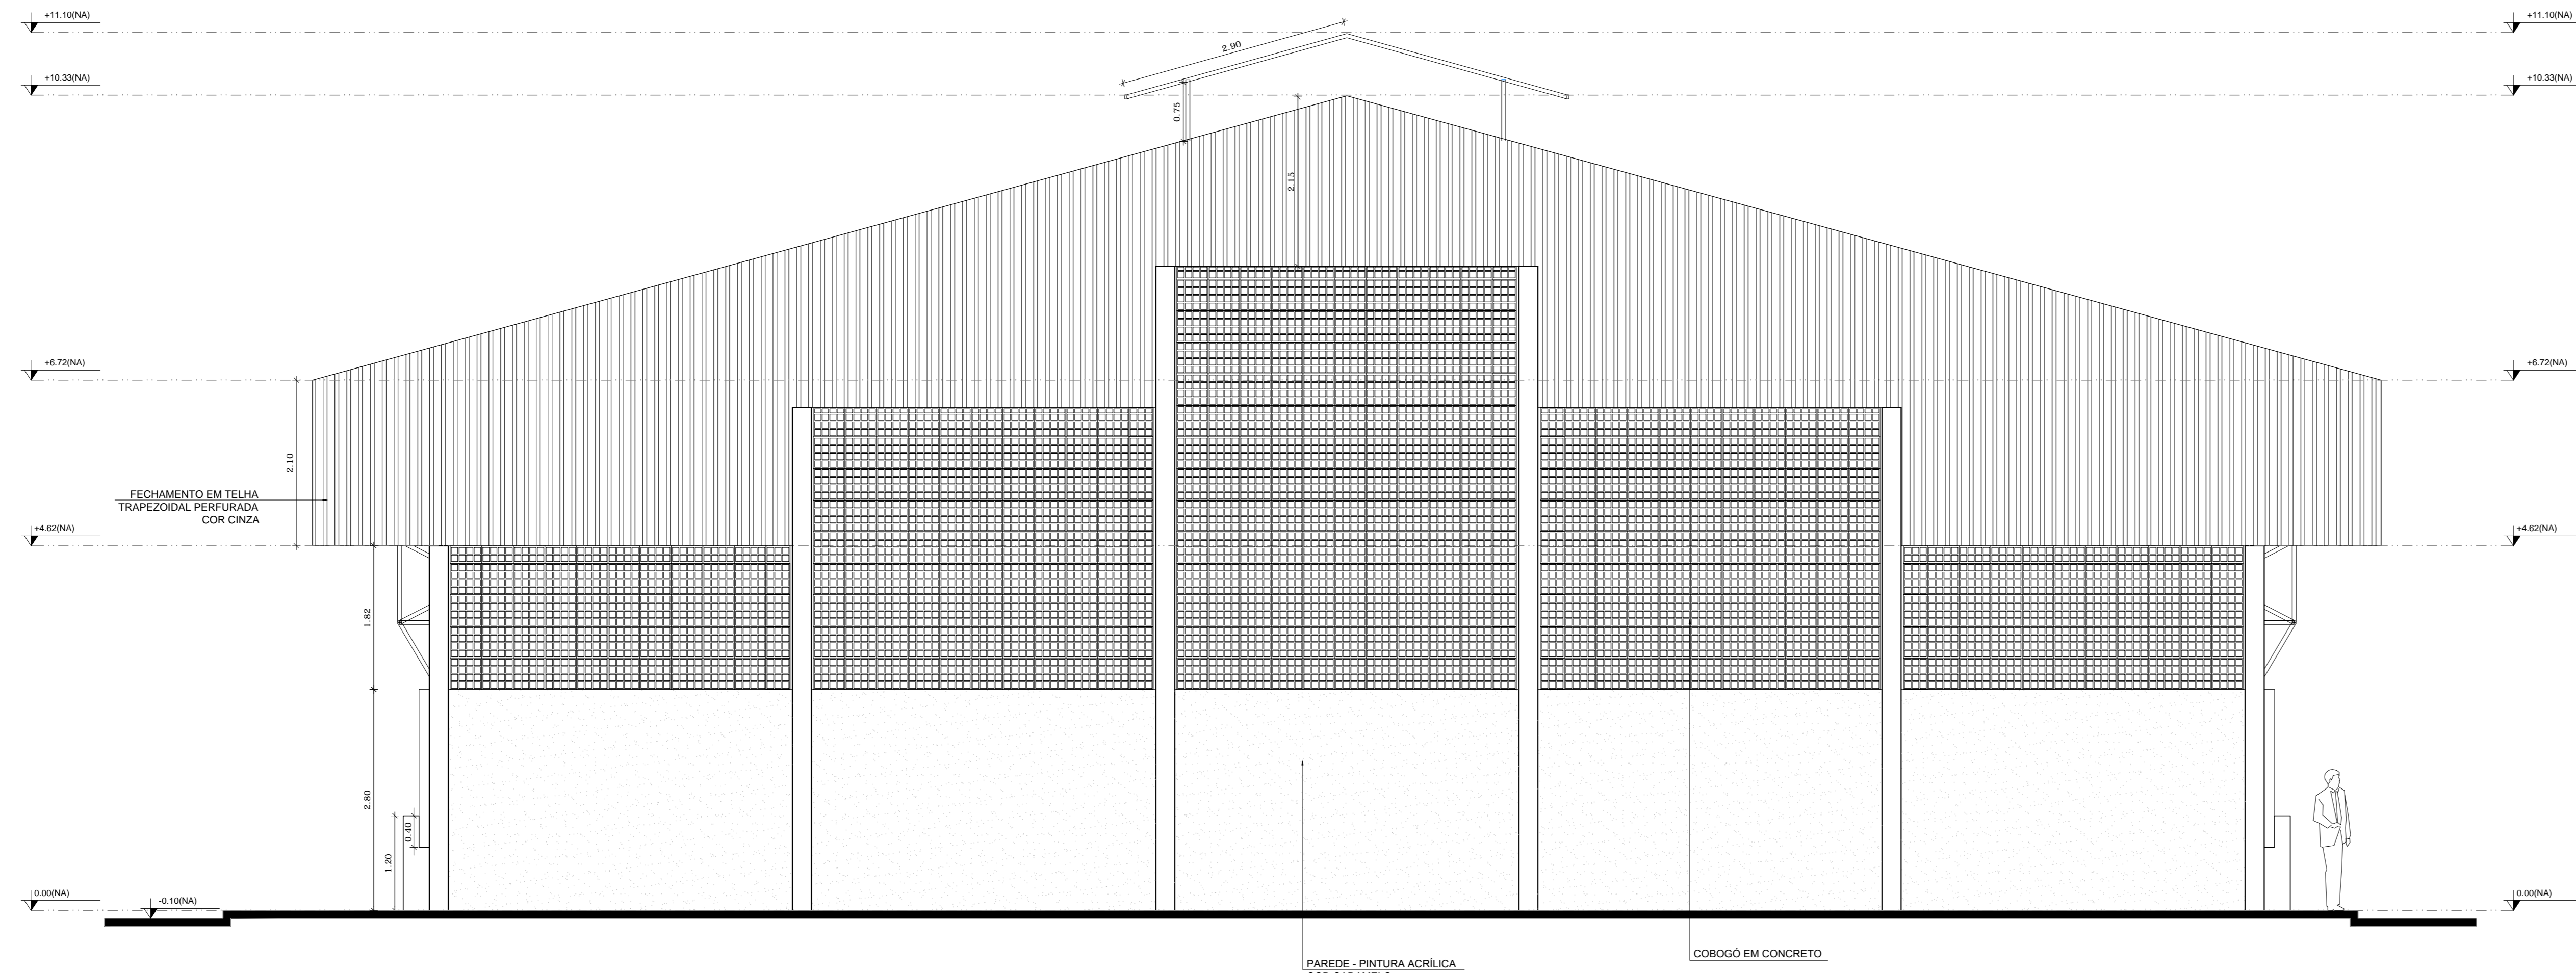 +11.10(NA)
+11.10(NA)
2.90
+10.33(NA)
+10.33(NA)
0.75
2.15
+6.72(NA)
+6.72(NA)
2.10
FECHAMENTO EM TELHA
TRAPEZOIDAL PERFURADA
COR CINZA
+4.62(NA)
+4.62(NA)
1.82
2.80
0.40
1.20
0.00(NA)
-0.10(NA)
0.00(NA)
COBOGÓ EM CONCRETO
PAREDE - PINTURA ACRÍLICA